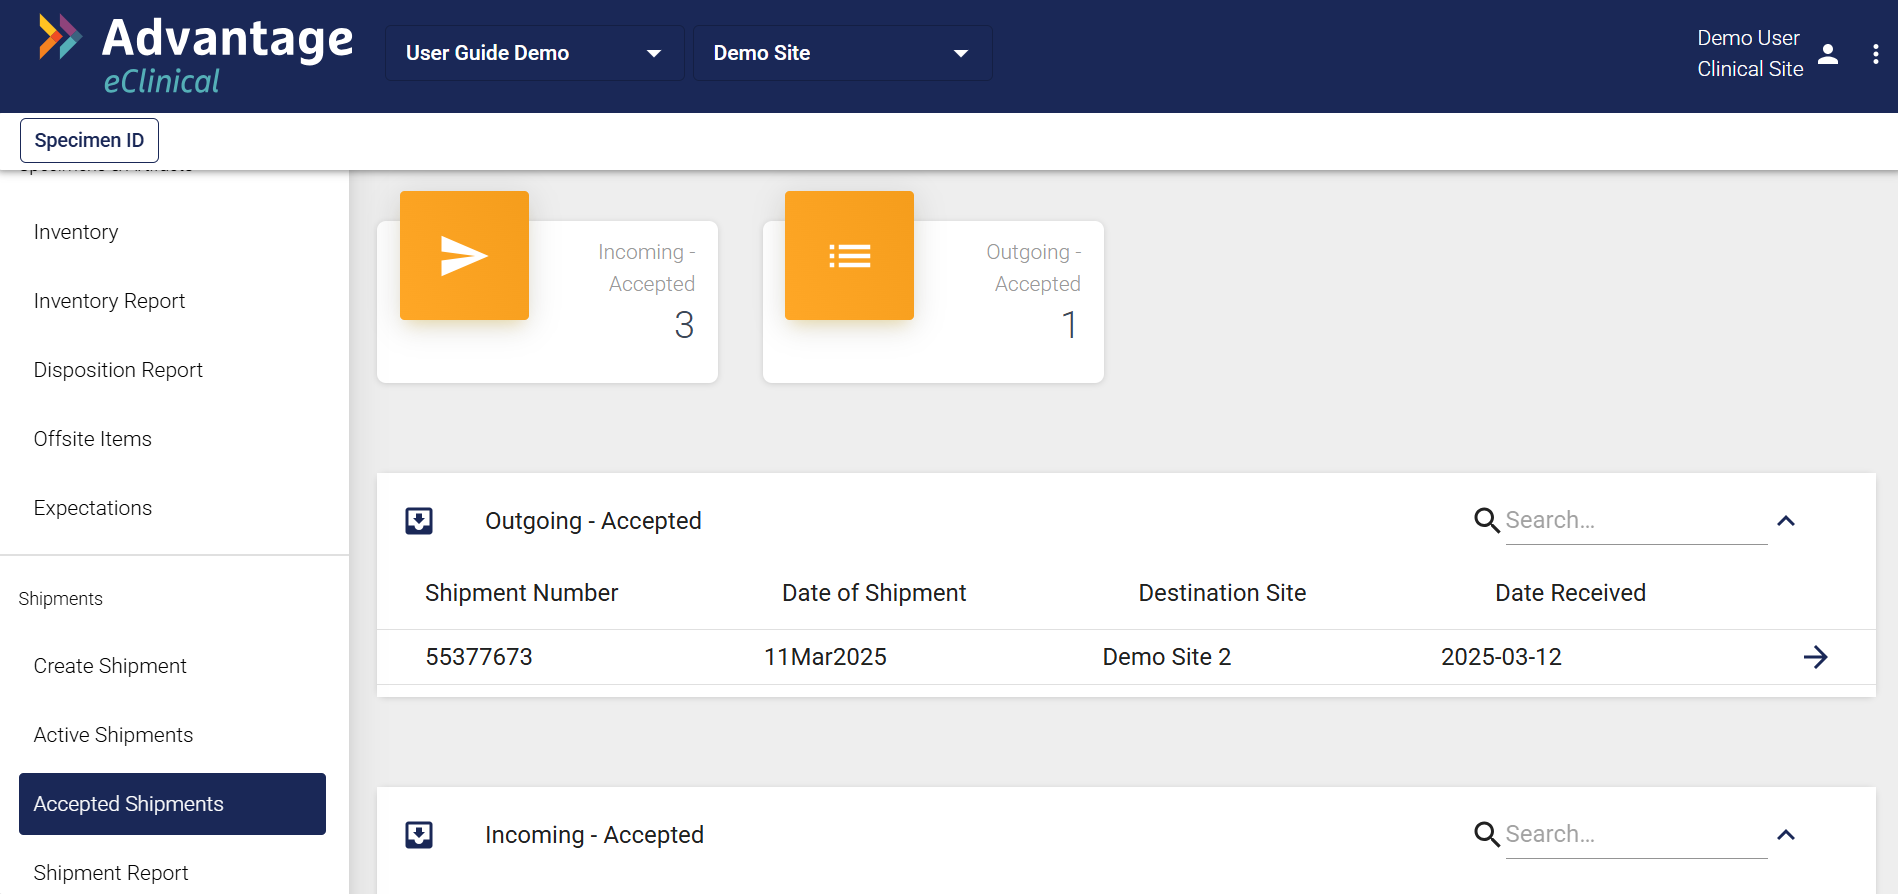 Advantage
eClinical
User Guide Demo
Demo Site
Demo User
Clinical Site
Specimen ID
Inventory
Inventory Report
Disposition Report
Offsite Items
Expectations
Shipments
Create Shipment
Active Shipments
Accepted Shipments
Shipment Report
Incoming -
Accepted
3
Outgoing -
Accepted
1
Outgoing - Accepted
Search...
Shipment Number Date of Shipment Destination Site Date Received
55377673 11Mar2025 Demo Site 2 2025-03-12
Incoming - Accepted
Search...